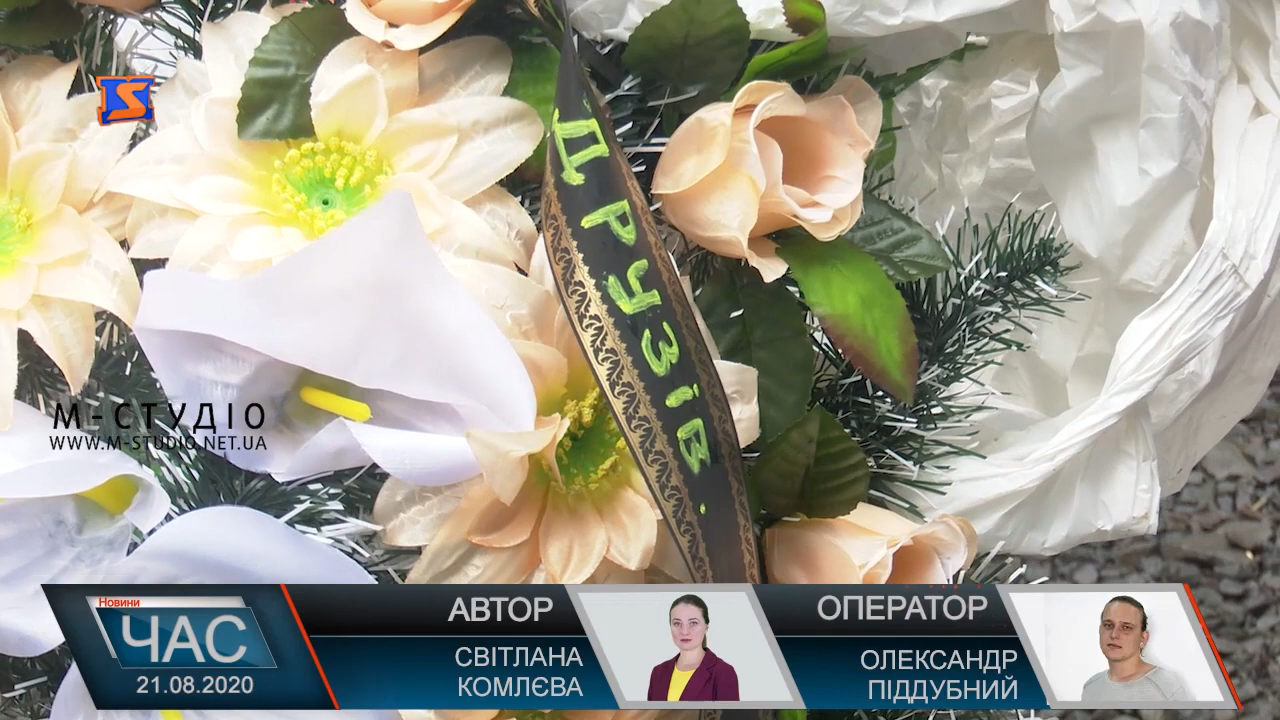 ДРУЗІВ.
М-СТУДІО
WWW.M-STUDIO.NET.UA
Новини
ЧАС
21.08.2020
АВТОР
СВІТЛАНА
КОМЛЄВА
ОПЕРАТОР
ОЛЕКСАНДР
ПІДДУБНИЙ